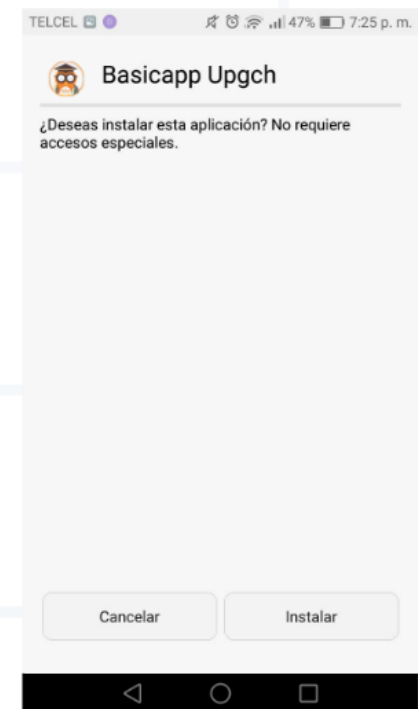 TELCEL 47% 7:25 p. m.
Basicapp Upgch
¿Deseas instalar esta aplicación? No requiere
accesos especiales.
Cancelar Instalar